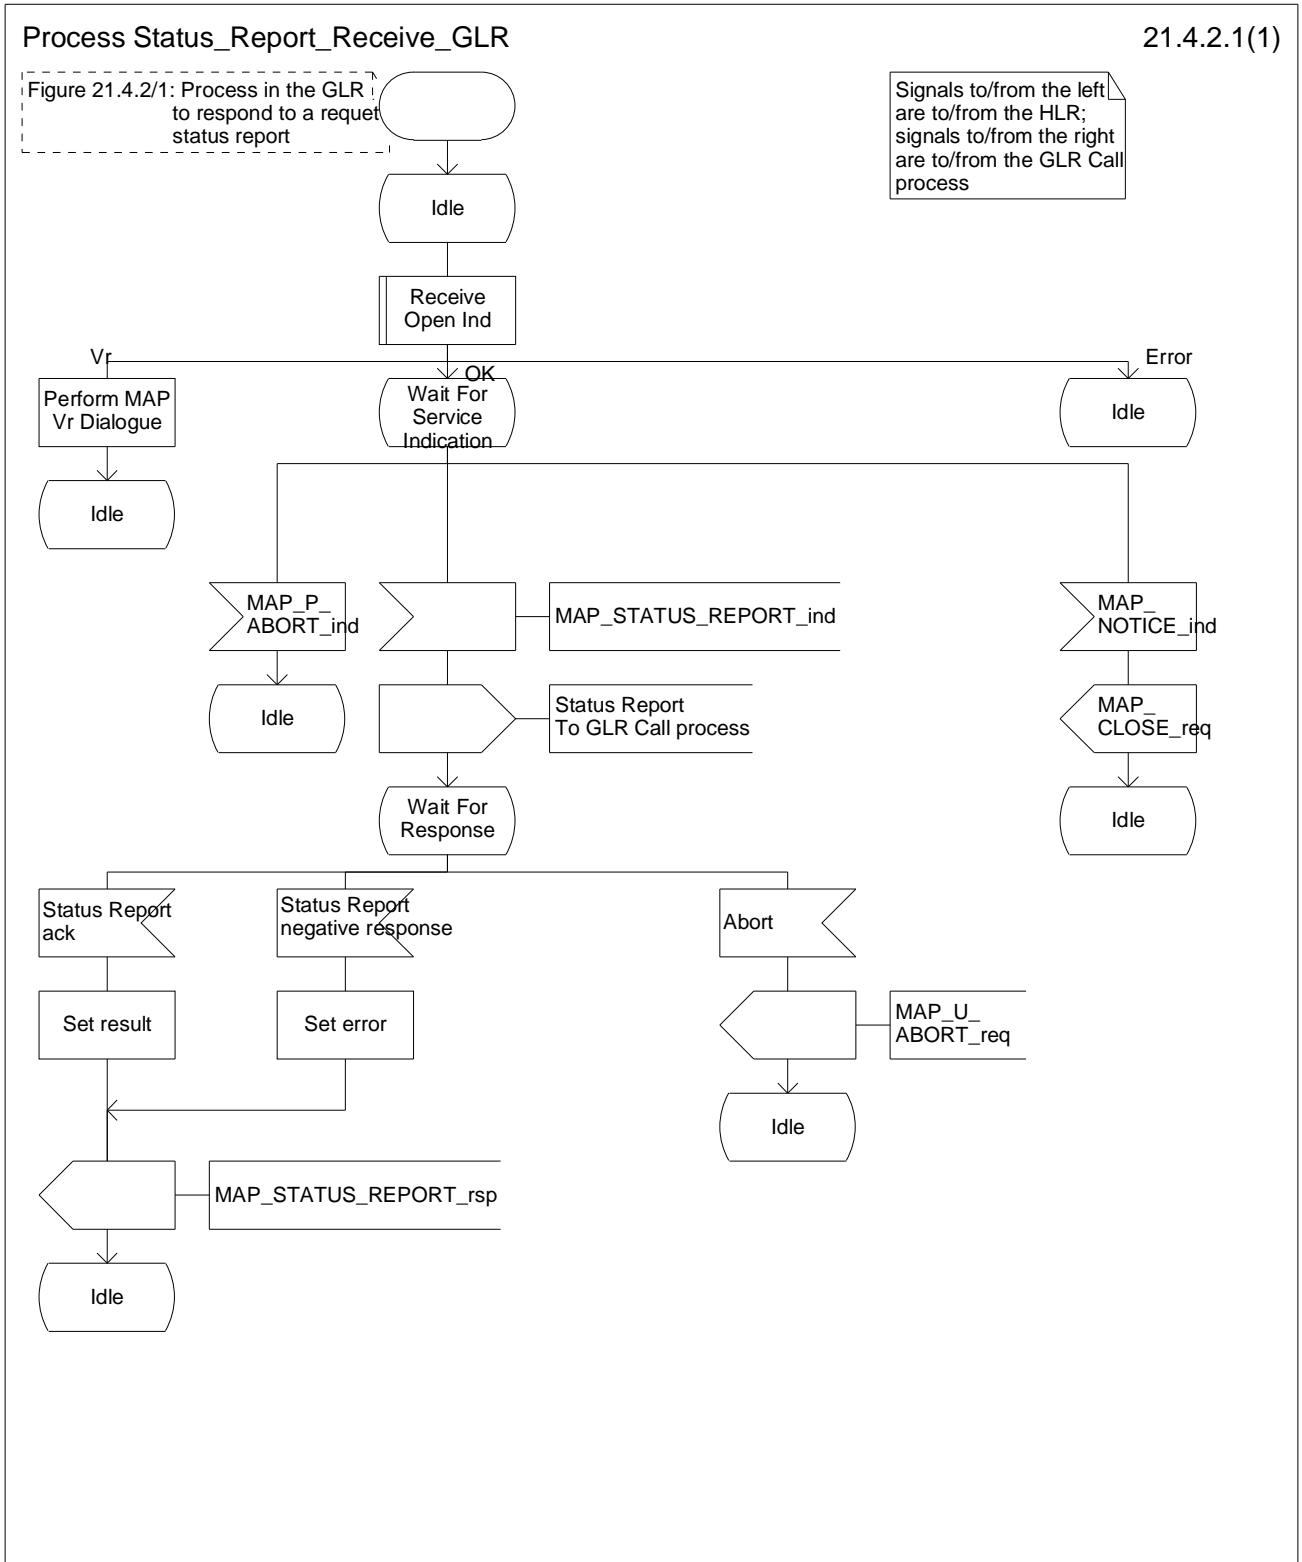 Process Status_Report_Receive_GLR
21.4.2.1(1)
Figure 21.4.2/1: Process in the GLR
to respond to a requet
status report
Signals to/from the left
are to/from the HLR;
signals to/from the right
are to/from the GLR Call
process
Idle
Receive
Open Ind
Vr
OK
Error
Perform MAP
Vr Dialogue
Wait For
Service
Indication
Idle
Idle
MAP_P_
ABORT_ind
MAP_STATUS_REPORT_ind
MAP_
NOTICE_ind
Idle
Status Report
To GLR Call process
MAP_
CLOSE_req
Wait For
Response
Idle
Status Report
ack
Status Report
negative response
Abort
Set result
Set error
MAP_U_
ABORT_req
Idle
MAP_STATUS_REPORT_rsp
Idle